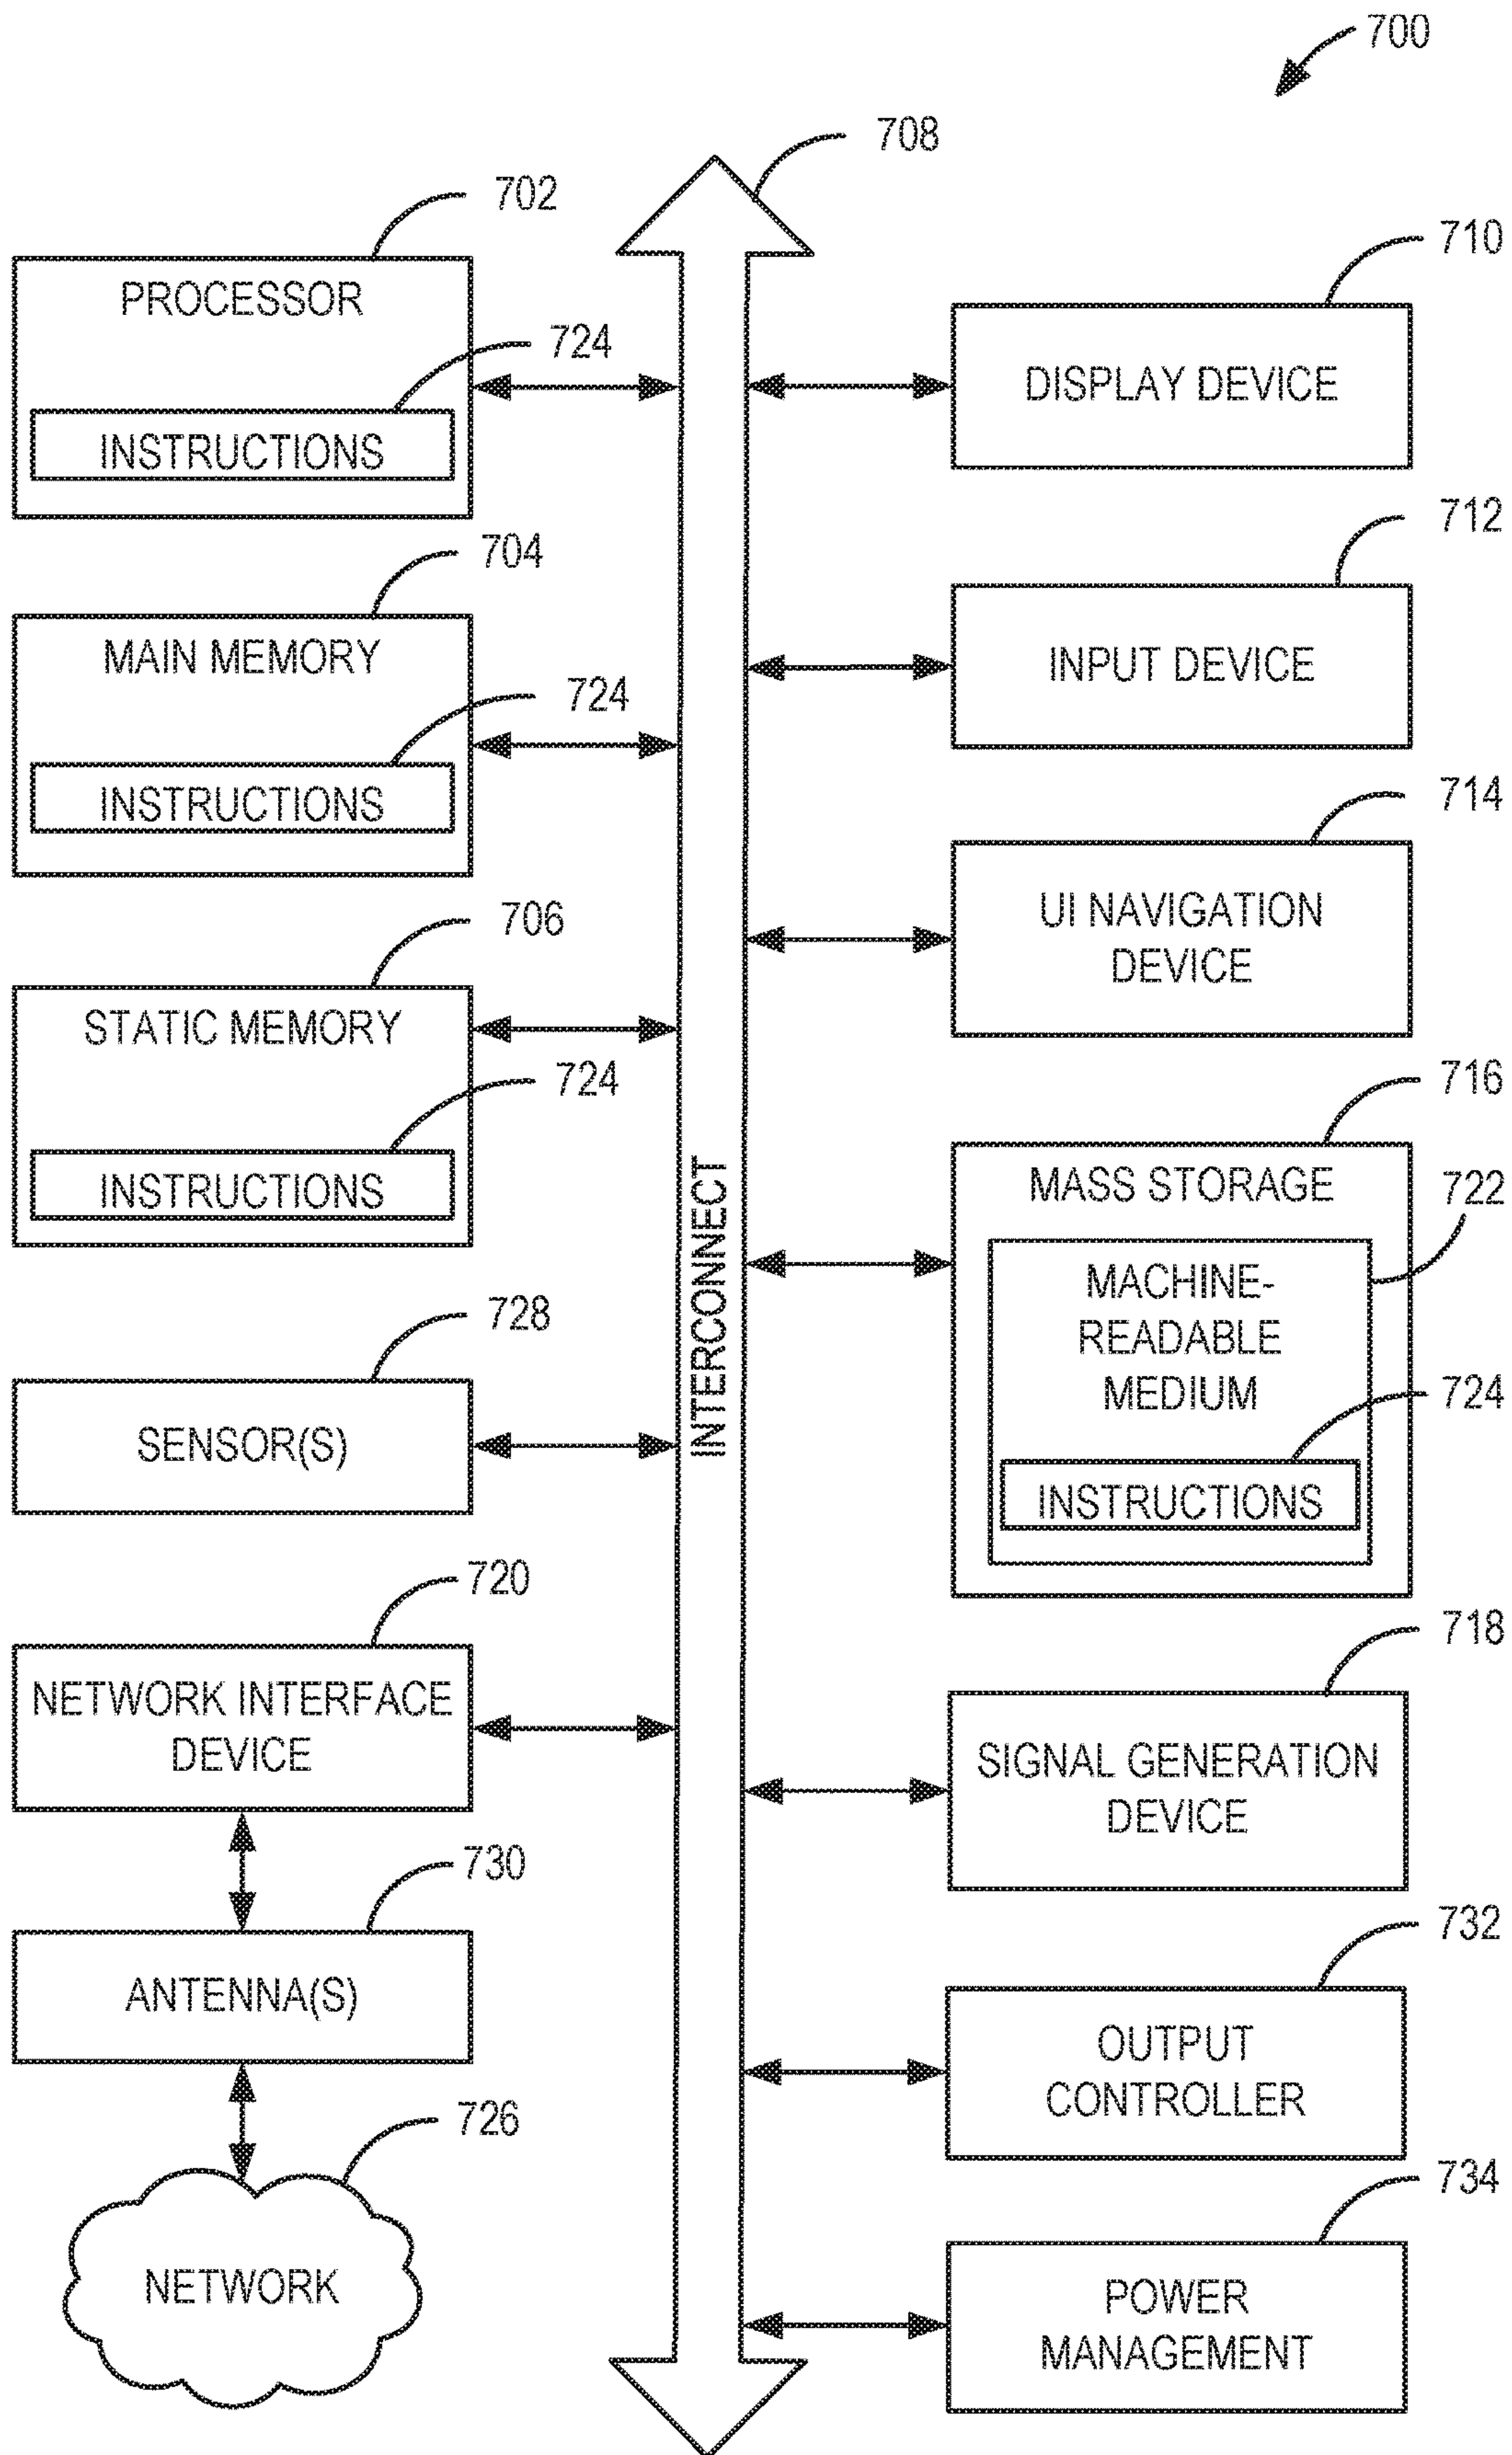 700
708
702
PROCESSOR
724
INSTRUCTIONS
704
MAIN MEMORY
724
INSTRUCTIONS
706
STATIC MEMORY
724
INSTRUCTIONS
728
SENSOR(S)
720
NETWORK INTERFACE
DEVICE
730
ANTENNA(S)
726
NETWORK
INTERCONNECT
710
DISPLAY DEVICE
712
INPUT DEVICE
714
UI NAVIGATION
DEVICE
716
MASS STORAGE
722
MACHINE-
READABLE
MEDIUM
724
INSTRUCTIONS
718
SIGNAL GENERATION
DEVICE
732
OUTPUT
CONTROLLER
734
POWER
MANAGEMENT